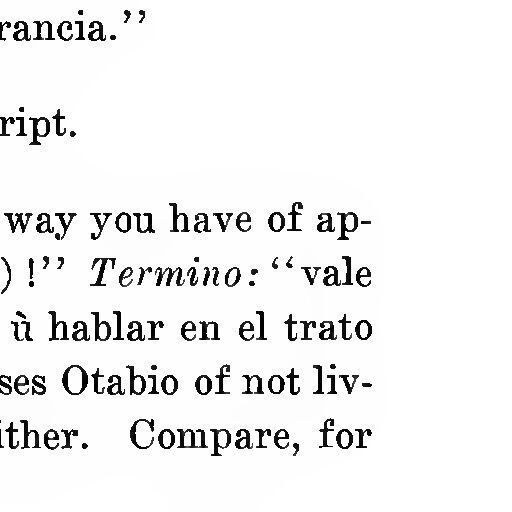 rancia.’’
ript.
way you have of ap-
) !’’ Termino: ‘‘vale
ù hablar en el trato
ses Otabio of not liv-
ither. Compare, for